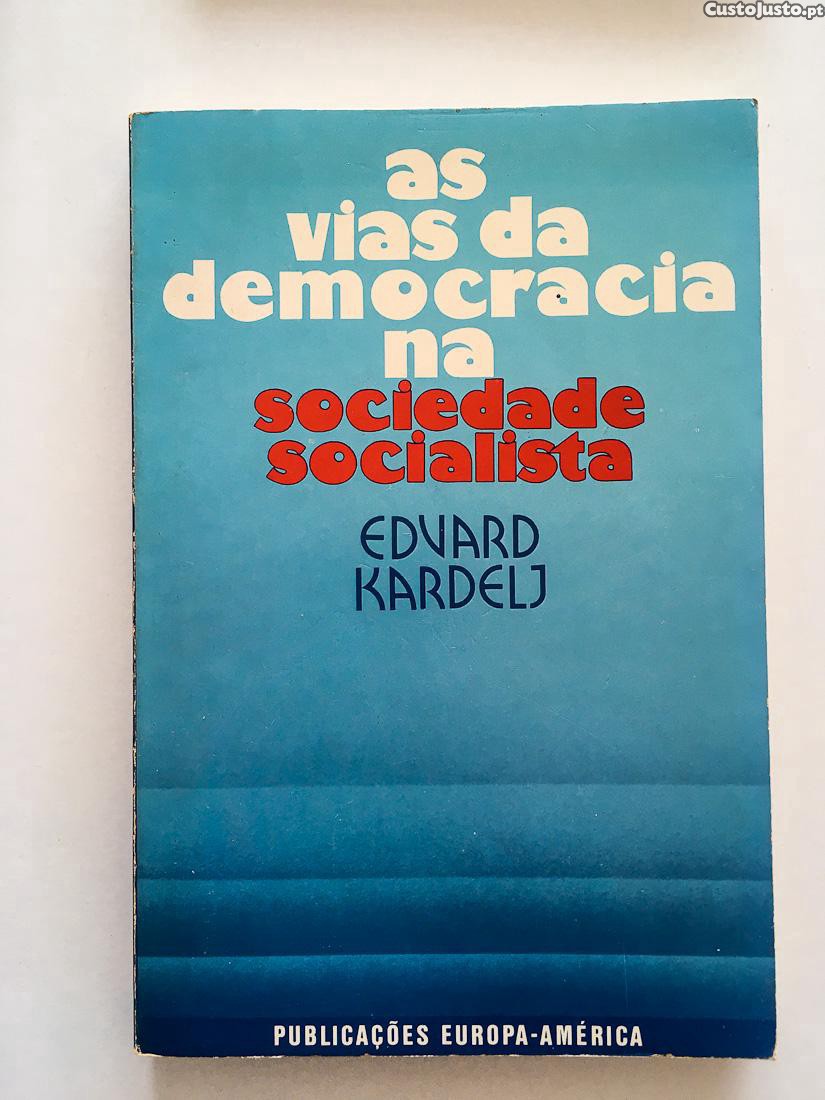 CustoJusto.pt
as
vias da
democracia
na
sociedade
socialista
EDVARD
KARDELJ
PUBLICAÇÕES EUROPA-AMÉRICA